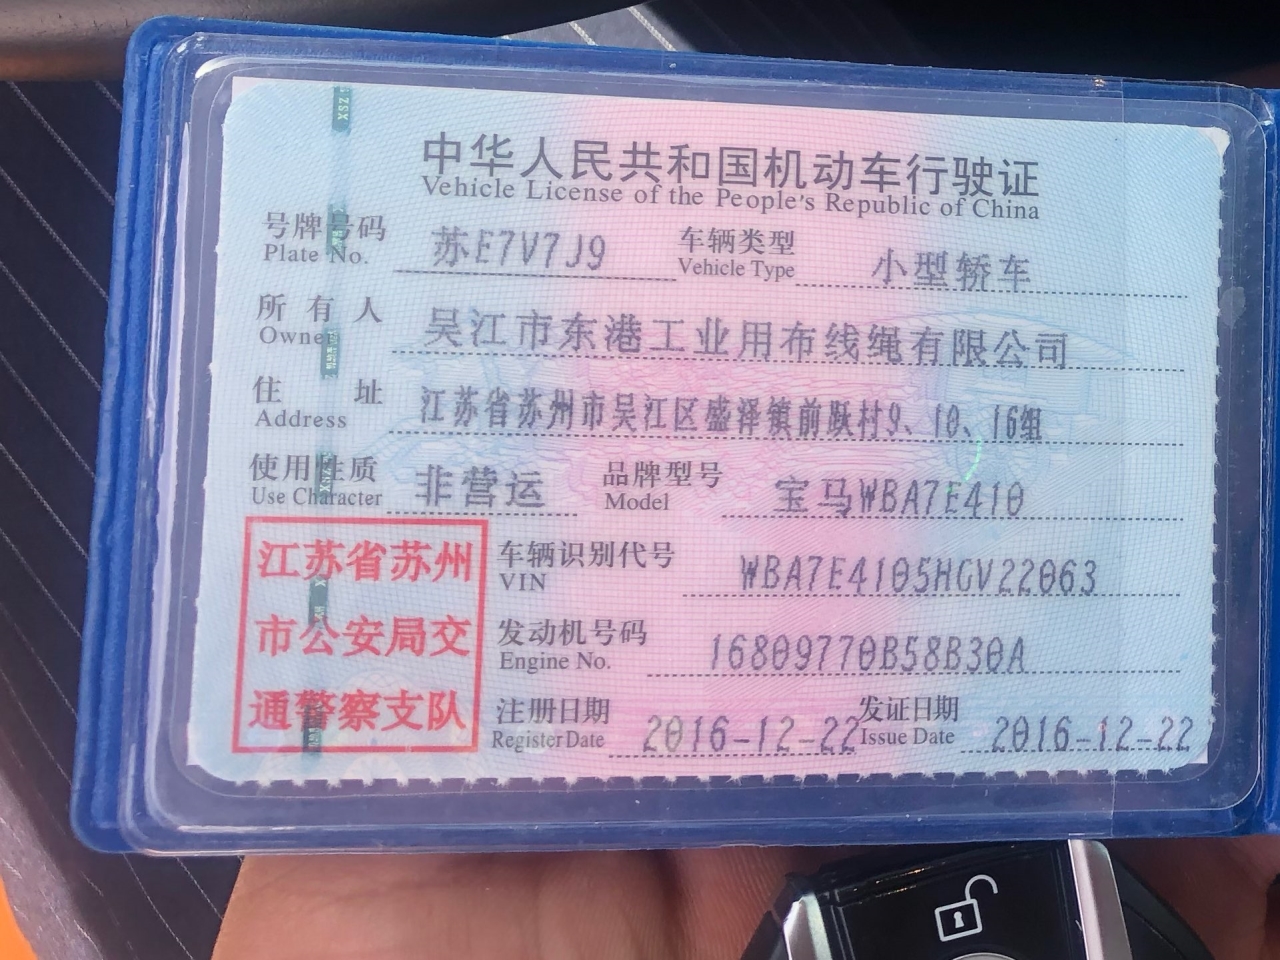 中华人民共和国机动车行驶证
Vehicle License of the People's Republic of China
号牌号码 苏E7V7J9 车辆类型 小型轿车
Plate No. Vehicle Type
所有人 吴江市东港工业用布线绳有限公司
Owner
住址 江苏省苏州市吴江区盛泽镇前跃村9、10、16组
Address
使用性质 非营运 品牌型号 宝马WBA7E410
Use Character Model
江苏省苏州
市公安局交
通警察支队
车辆识别代号 WBA7E4105HGV22063
VIN
发动机号码 16809770B58B30A
Engine No.
注册日期 2016-12-22 发证日期 2016-12-22
Register Date Issue Date